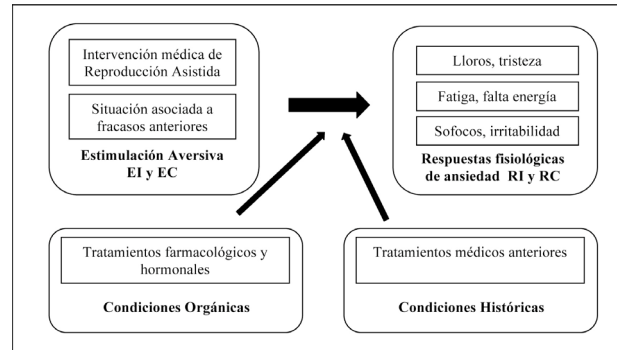 Intervención médica de
Reproducción Asistida
Situación asociada a
fracasos anteriores
Estimulación Aversiva
EI y EC
Lloros, tristeza
Fatiga, falta energía
Sofocos, irritabilidad
Respuestas fisiológicas
de ansiedad RI y RC
Tratamientos farmacológicos y
hormonales
Condiciones Orgánicas
Tratamientos médicos anteriores
Condiciones Históricas